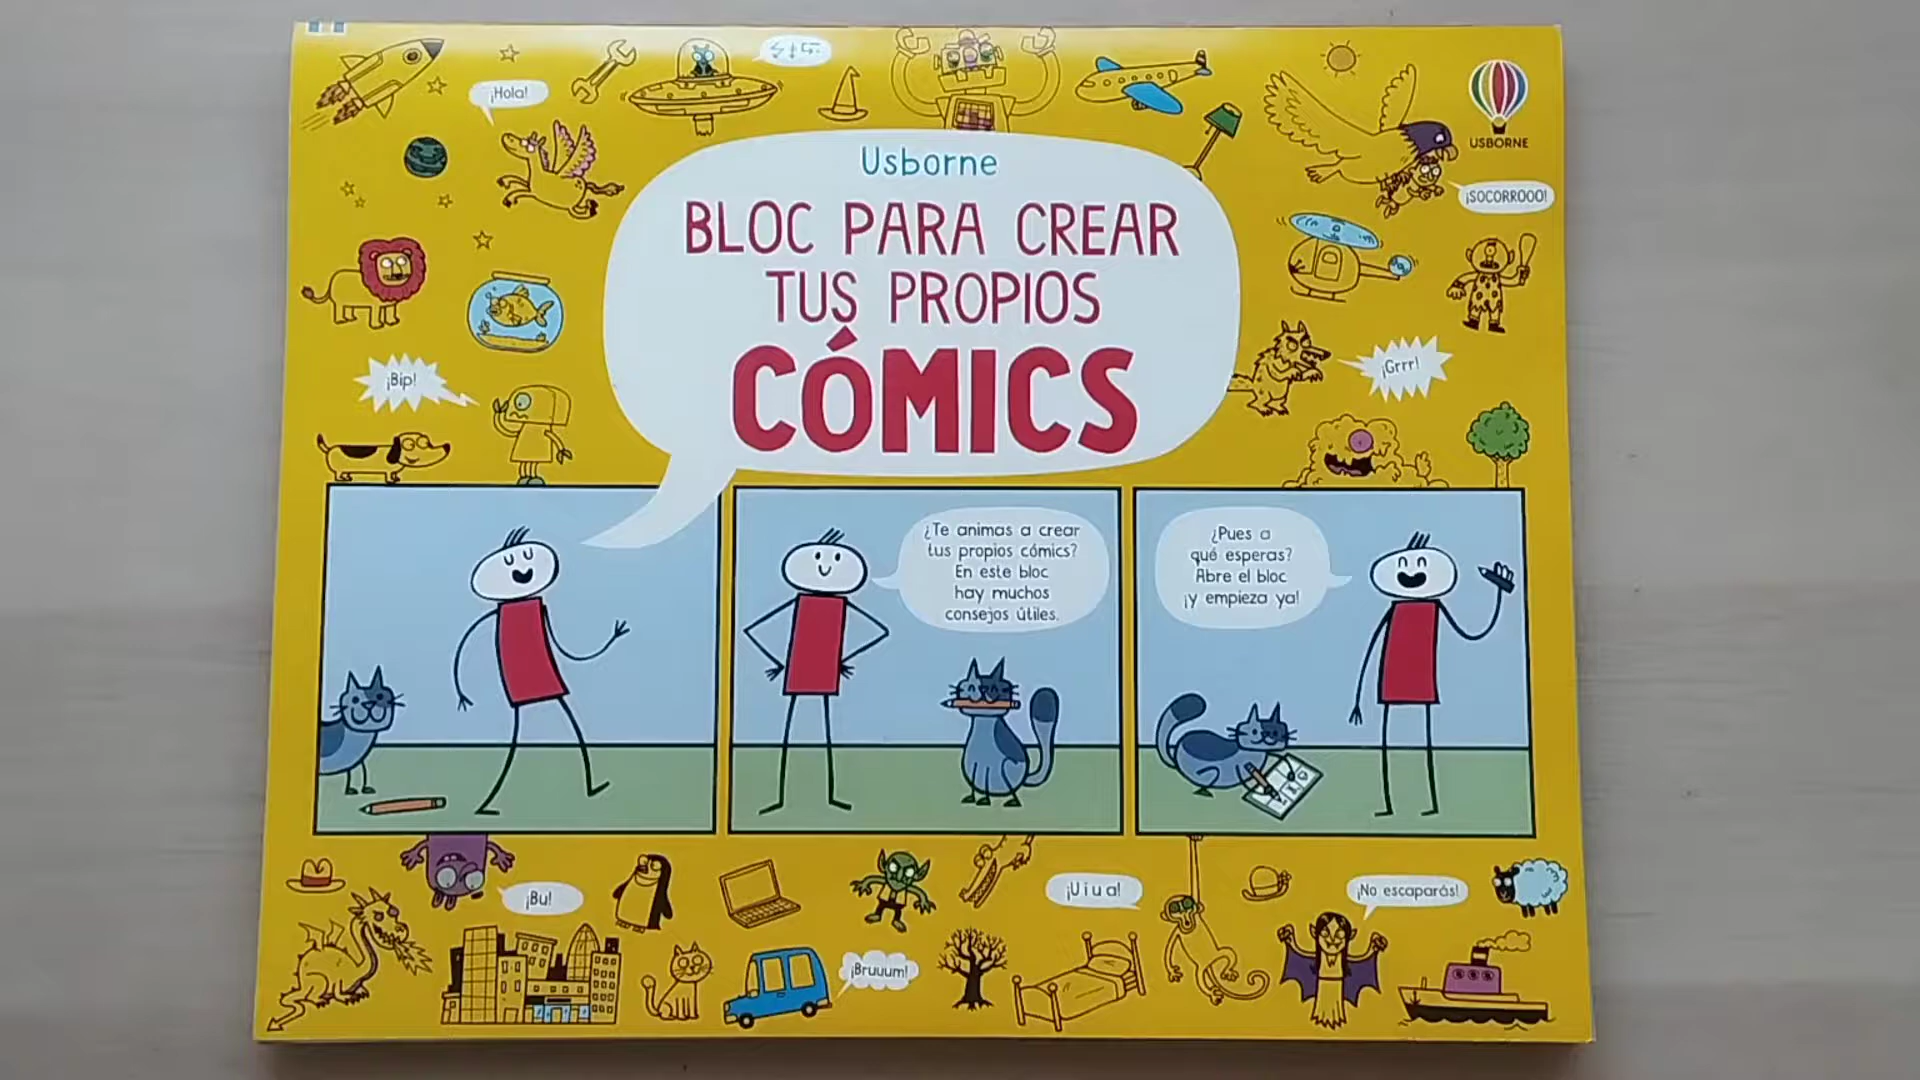 ¡Hola!
USBORNE
Usborne
BLOC PARA CREAR
TUS PROPIOS
CÓMICS
¡SOCORROOO!
¡Bip!
¡Grrr!
¿Te animas a crear
tus propios cómics?
En este bloc
hay muchos
consejos útiles.
¿Pues a
qué esperas?
Abre el bloc
¡y empieza ya!
¡Bu!
¡U i u a!
¡No escaparás!
¡Bruuum!